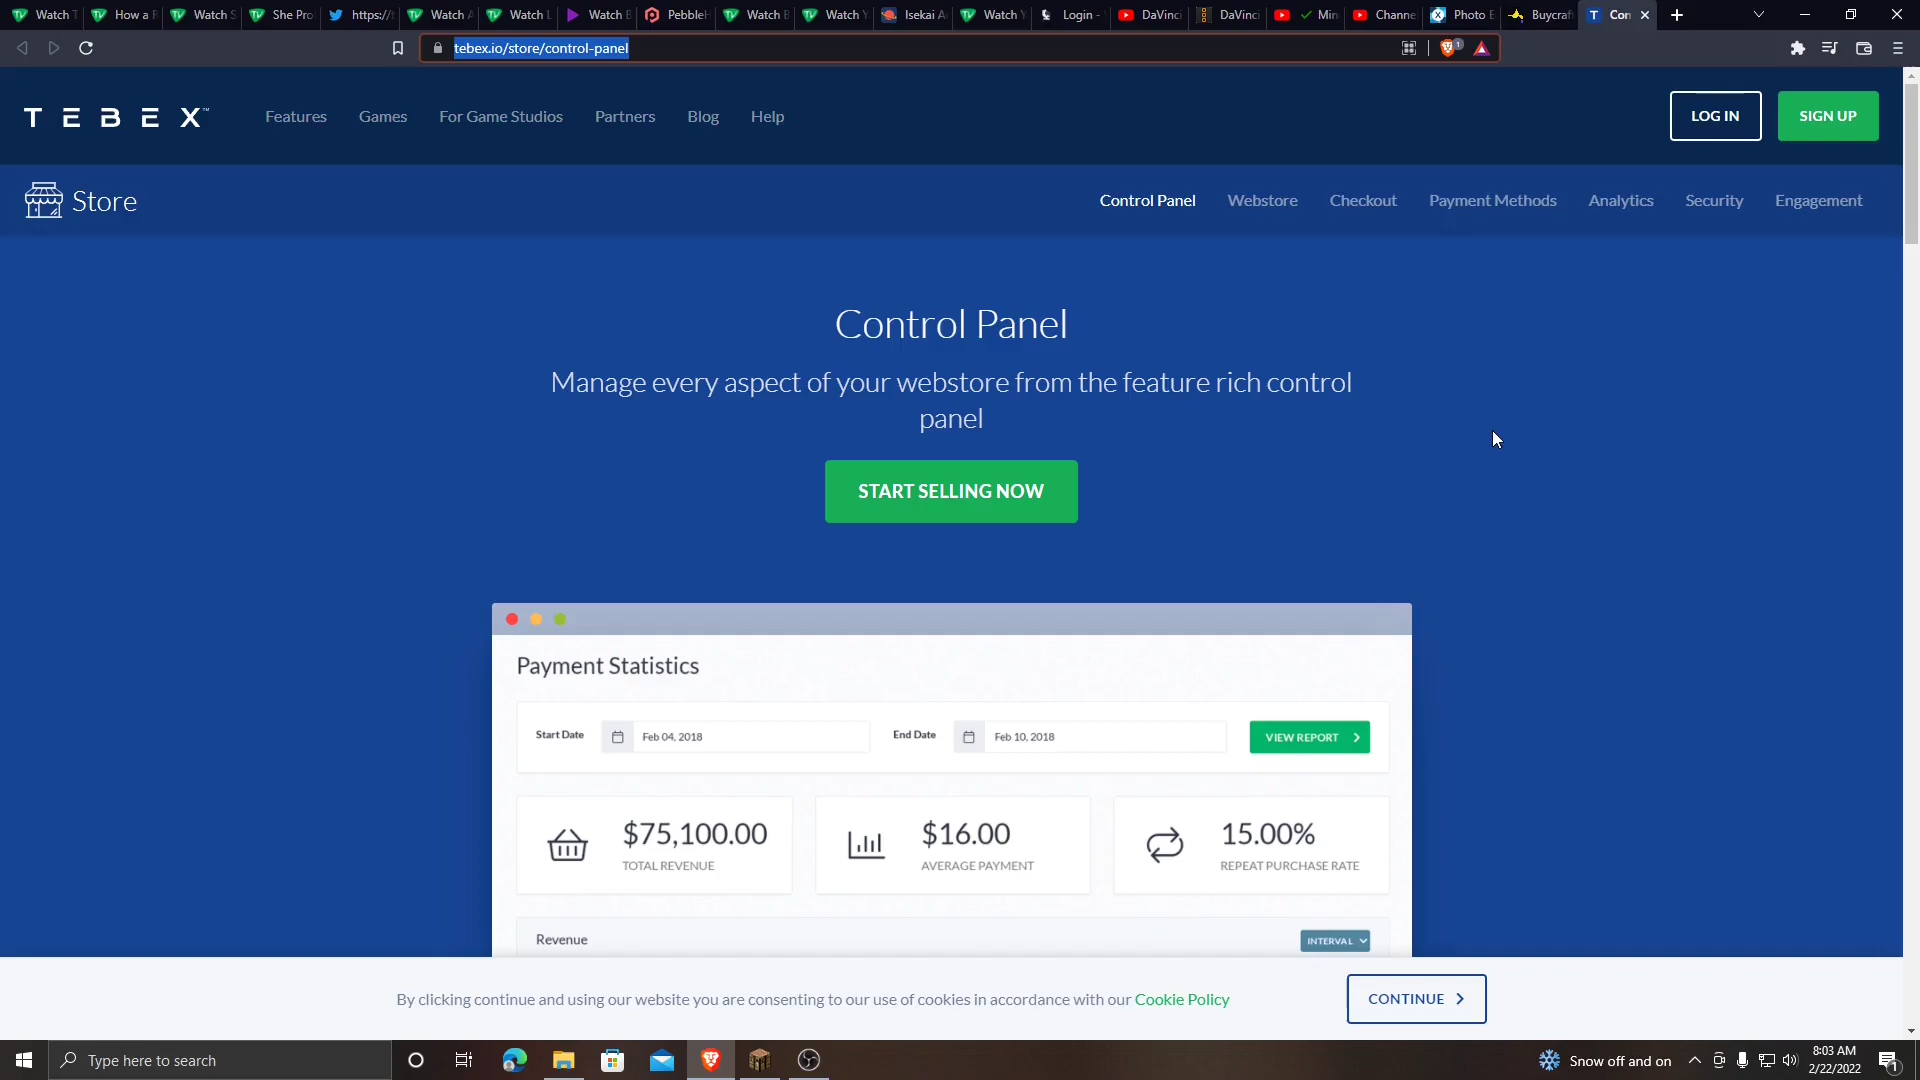 Watch T How a F Watch S She Pro https:// Watch A Watch L Watch B PebbleH Watch B Watch Y Isekai A Watch Y Login - DaVinci DaVinci Min Channe Photo E Buycraf Con
tebex.io/store/control-panel
TEBEX™ Features Games For Game Studios Partners Blog Help LOG IN SIGN UP
Store Control Panel Webstore Checkout Payment Methods Analytics Security Engagement
Control Panel
Manage every aspect of your webstore from the feature rich control
panel
START SELLING NOW
Payment Statistics
Start Date Feb 04, 2018 End Date Feb 10, 2018 VIEW REPORT
$75,100.00 $16.00 15.00%
TOTAL REVENUE AVERAGE PAYMENT REPEAT PURCHASE RATE
Revenue INTERVAL
By clicking continue and using our website you are consenting to our use of cookies in accordance with our Cookie Policy CONTINUE
Type here to search Snow off and on 8:03 AM
2/22/2022 1